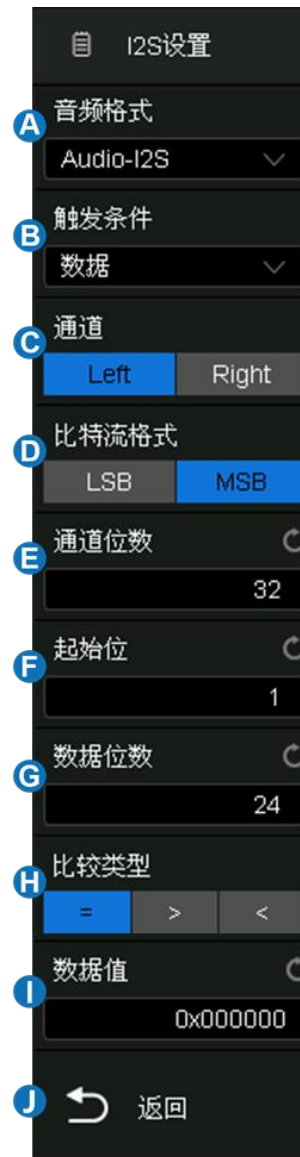 I2S设置
A
音频格式
Audio-I2S
B
触发条件
数据
C
通道
Left Right
D
比特流格式
LSB MSB
E
通道位数
32
F
起始位
1
G
数据位数
24
H
比较类型
= > <
I
数据值
0x000000
J
返回